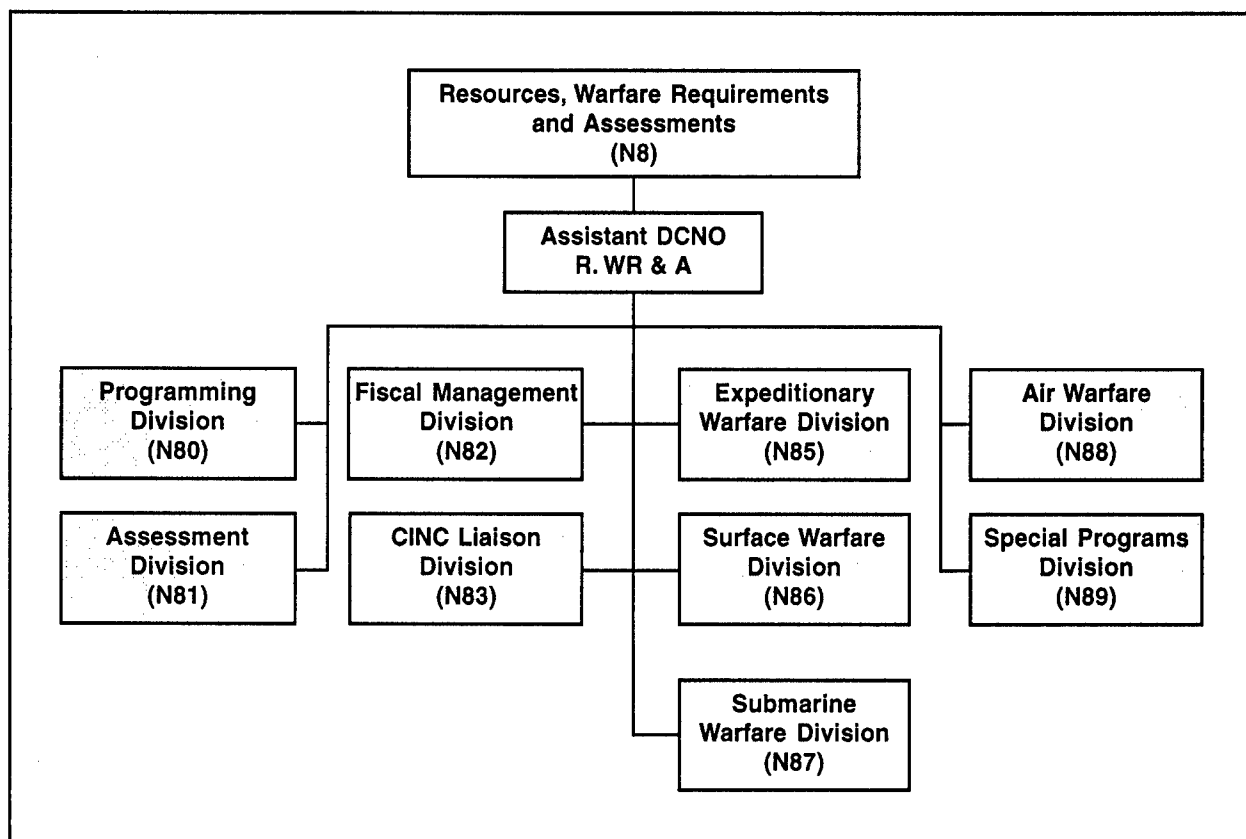 Resources, Warfare Requirements
and Assessments
(N8)
Assistant DCNO
R. WR & A
Programming
Division
(N80)
Fiscal Management
Division
(N82)
Expeditionary
Warfare Division
(N85)
Air Warfare
Division
(N88)
Assessment
Division
(N81)
CINC Liaison
Division
(N83)
Surface Warfare
Division
(N86)
Special Programs
Division
(N89)
Submarine
Warfare Division
(N87)